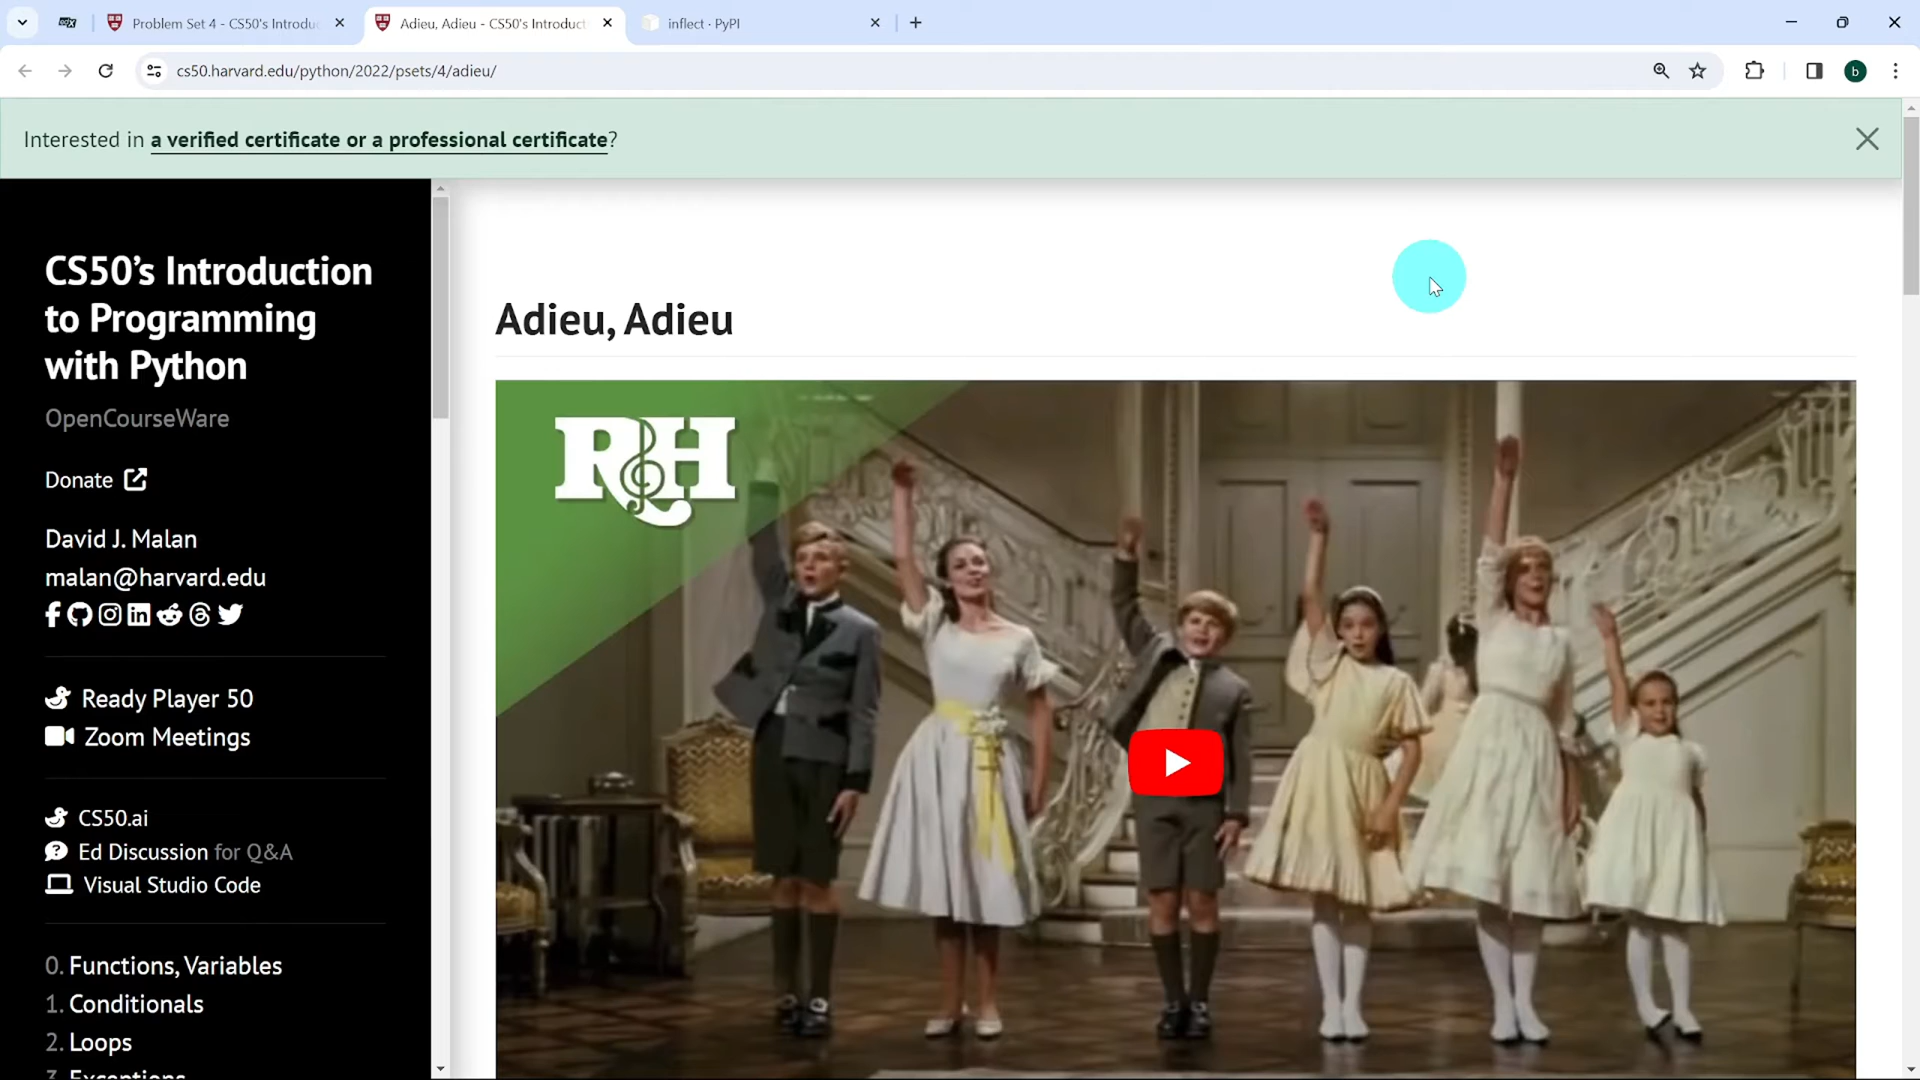 Problem Set 4 - CS50's Introduc
Adieu, Adieu - CS50's Introduct
inflect · PyPI
cs50.harvard.edu/python/2022/psets/4/adieu/
b
Interested in a verified certificate or a professional certificate?
CS50's Introduction
to Programming
with Python
OpenCourseWare
Donate
David J. Malan
malan@harvard.edu
Ready Player 50
Zoom Meetings
CS50.ai
Ed Discussion for Q&A
Visual Studio Code
0. Functions, Variables
1. Conditionals
2. Loops
3. Exceptions
Adieu, Adieu
R&H